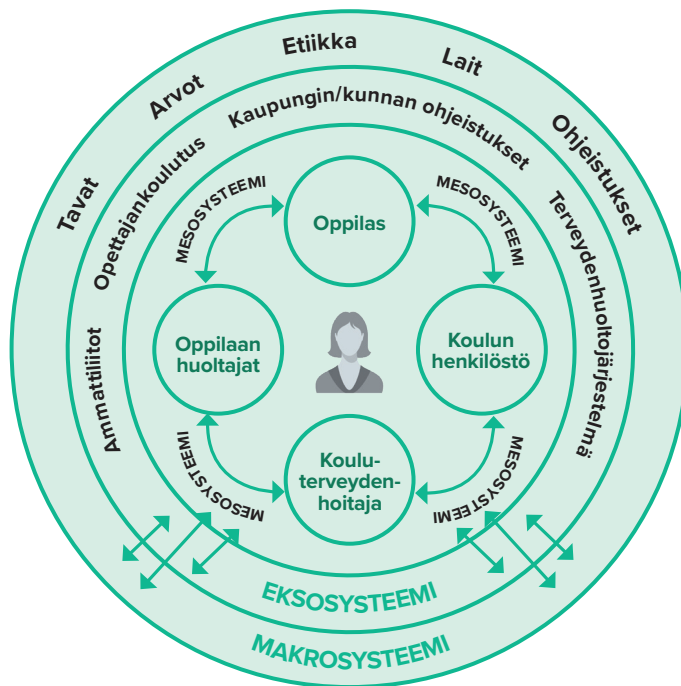 Etiikka
Lait
Arvot
Ohjeistukset
Tavat
Kaupungin/kunnan ohjeistukset
Opettajankoulutus
Terveydenhuoltojärjestelmä
Ammattiliitot
MESOSYSTEEMI
MESOSYSTEEMI
Oppilas
Oppilaan
huoltajat
Koulun
henkilöstö
Koulu-
terveyden-
hoitaja
MESOSYSTEEMI
MESOSYSTEEMI
EKSOSYSTEEMI
MAKROSYSTEEMI